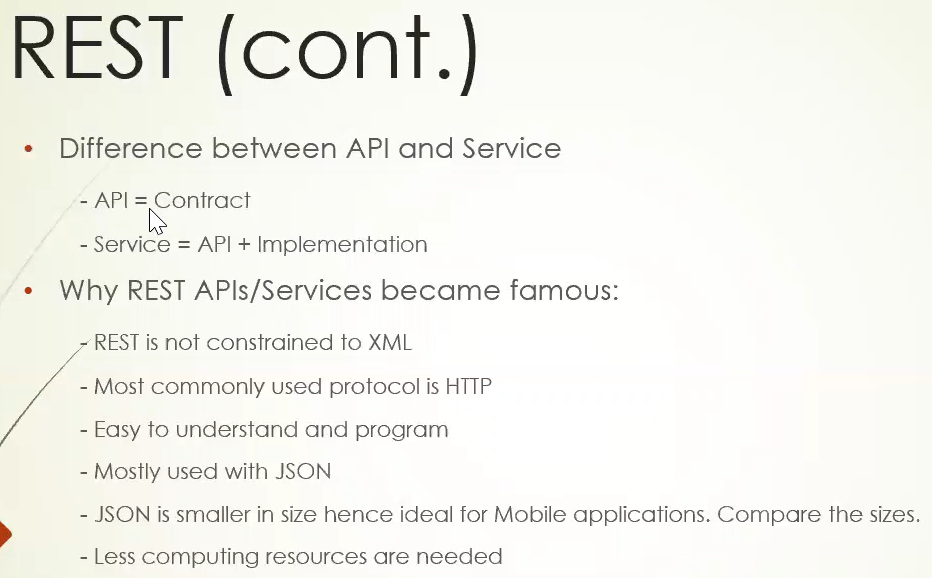 REST (cont.)
• Difference between API and Service
- API = Contract
- Service = API + Implementation
• Why REST APIs/Services became famous:
- REST is not constrained to XML
- Most commonly used protocol is HTTP
- Easy to understand and program
- Mostly used with JSON
- JSON is smaller in size hence ideal for Mobile applications. Compare the sizes.
- Less computing resources are needed